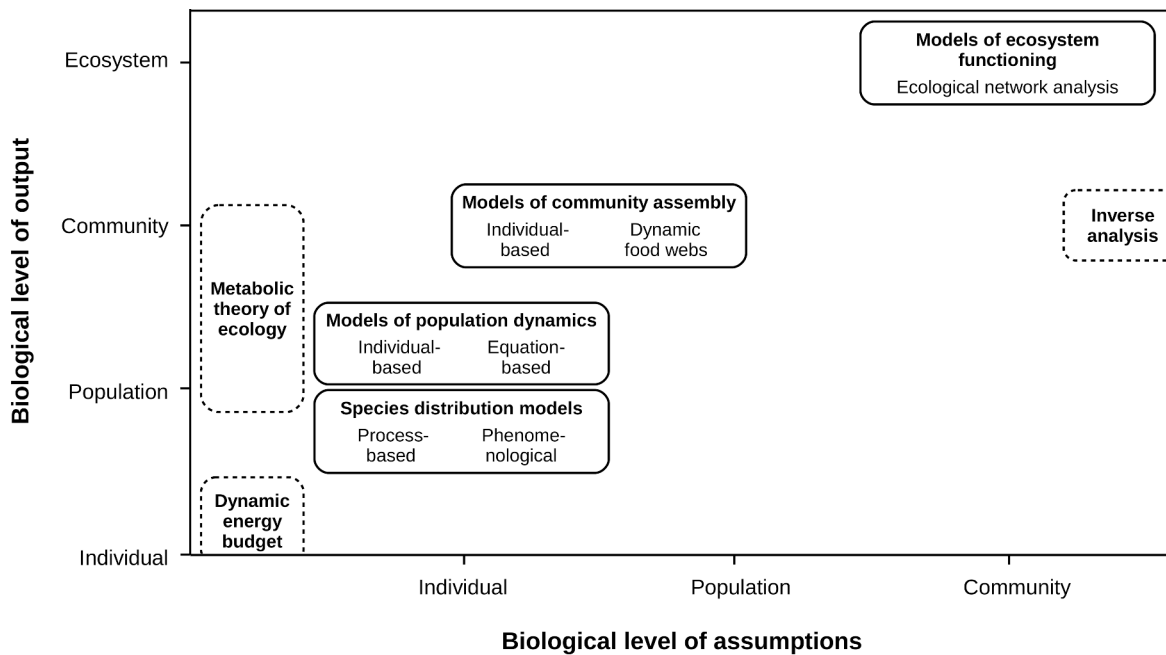 Biological level of output
Ecosystem
Community
Population
Individual
Models of ecosystem
functioning
Ecological network analysis
Models of community assembly
Individual-
based
Dynamic
food webs
Inverse
analysis
Metabolic
theory of
ecology
Models of population dynamics
Individual-
based
Equation-
based
Species distribution models
Process-
based
Phenome-
nological
Dynamic
energy
budget
Individual
Population
Community
Biological level of assumptions